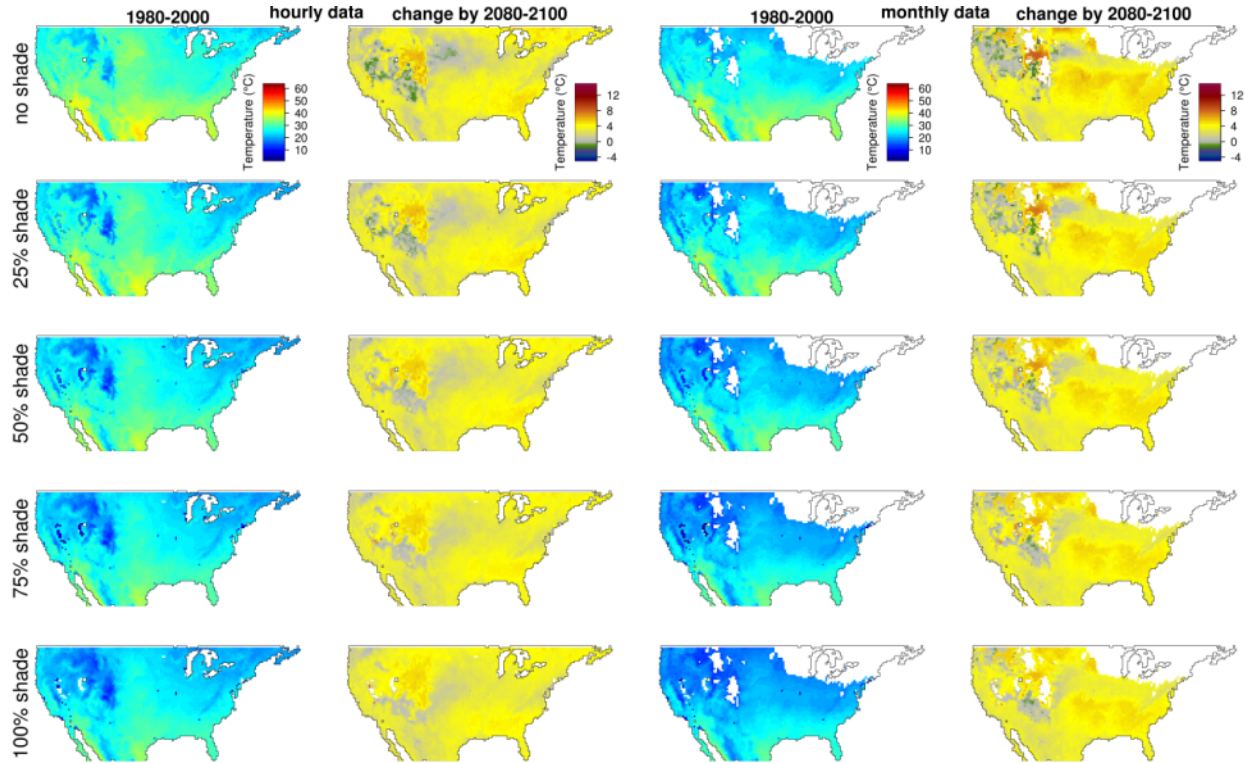 1980-2000 hourly data change by 2080-2100 1980-2000 monthly data change by 2080-2100
no shade
Temperature (°C)
60
50
40
30
20
10
Temperature (°C)
12
8
4
0
-4
Temperature (°C)
60
50
40
30
20
10
Temperature (°C)
12
8
4
0
-4
25% shade
50% shade
75% shade
100% shade